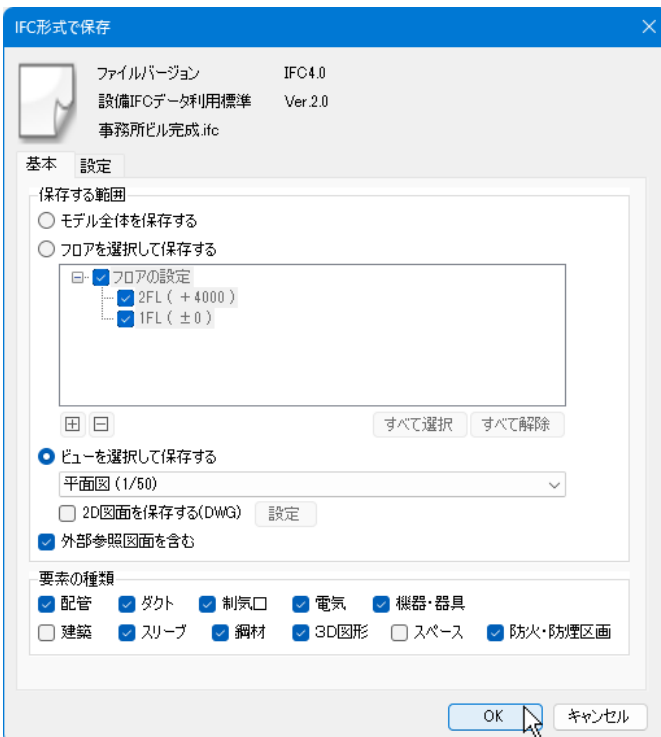 IFC形式で保存
ファイルバージョン IFC4.0
設備IFCデータ利用標準 Ver.2.0
事務所ビル完成.ifc
基本 設定
保存する範囲
モデル全体を保存する
フロアを選択して保存する
フロアの設定
2FL ( +4000 )
1FL ( ±0 )
すべて選択 すべて解除
ビューを選択して保存する
平面図 (1/50)
2D図面を保存する(DWG) 設定
外部参照図面を含む
要素の種類
配管 ダクト 制気口 電気 機器・器具
建築 スリーブ 鋼材 3D図形 スペース 防火・防煙区画
OK キャンセル